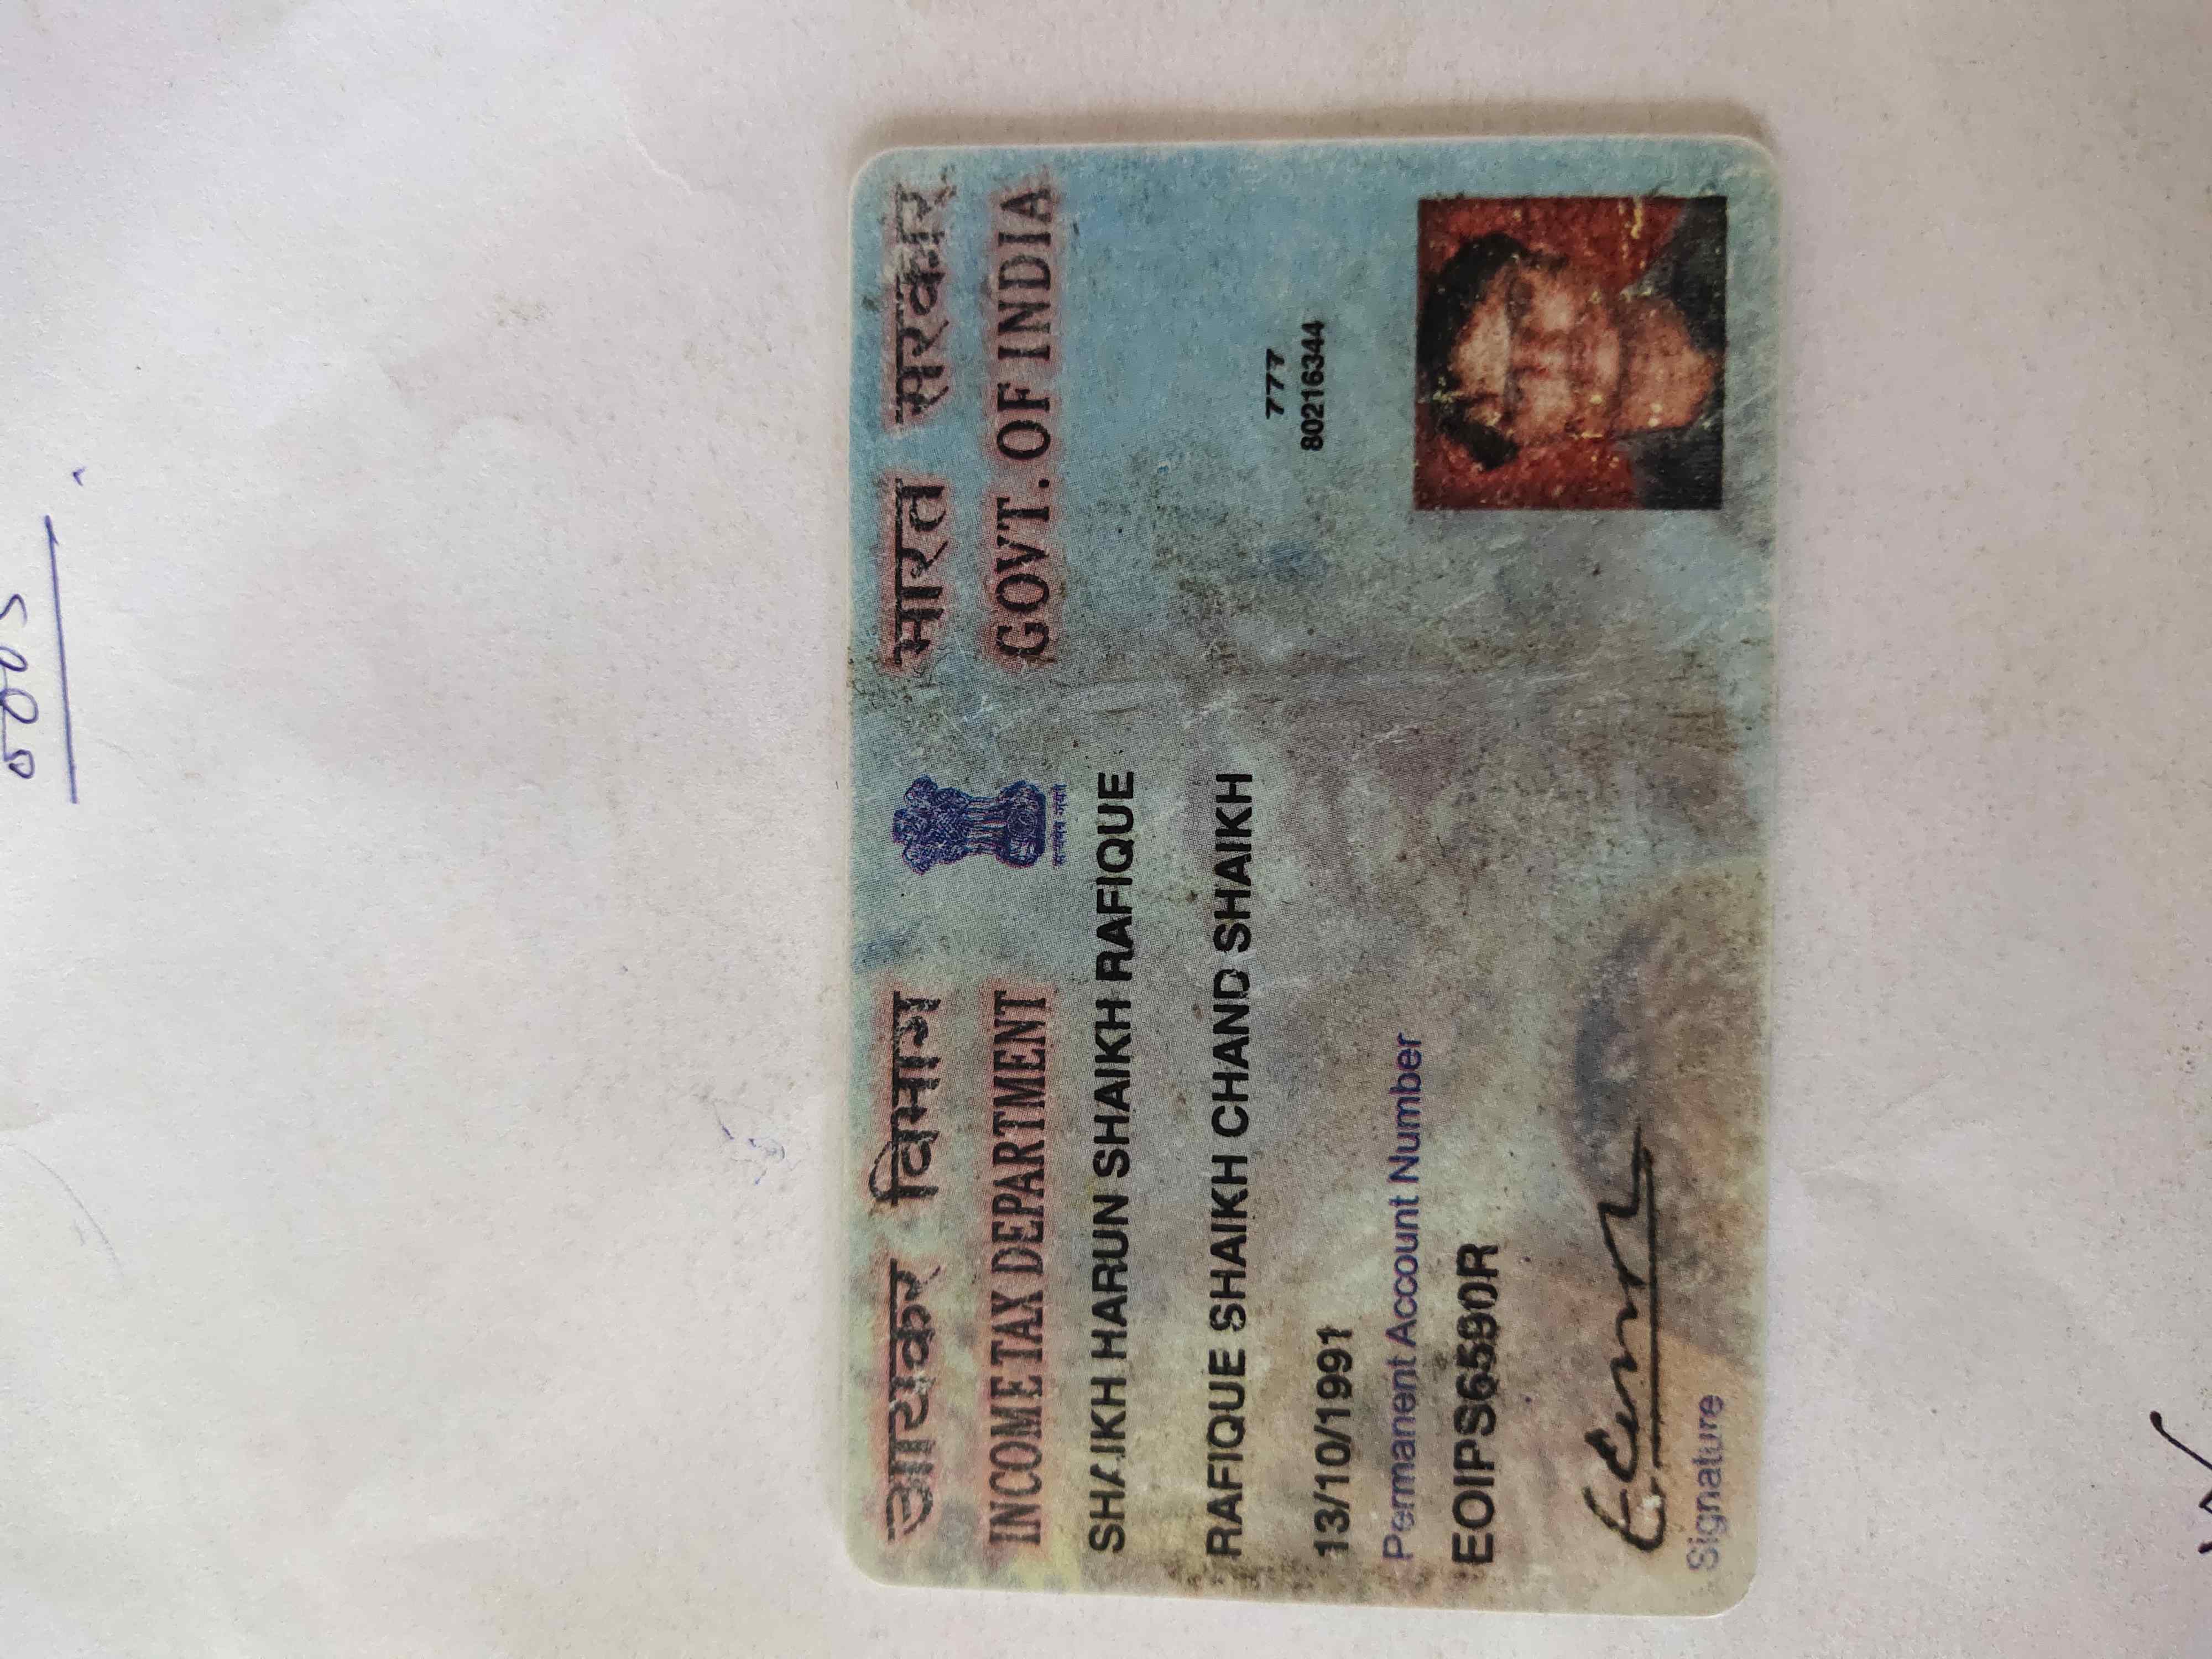 आयकर विभाग
INCOME TAX DEPARTMENT
सत्यमेव जयते
भारत सरकार
GOVT. OF INDIA
SHAIKH HARUN SHAIKH RAFIQUE
RAFIQUE SHAIKH CHAND SHAIKH
777
80216344
13/10/1991
Permanent Account Number
EOIPS6590R
Signature